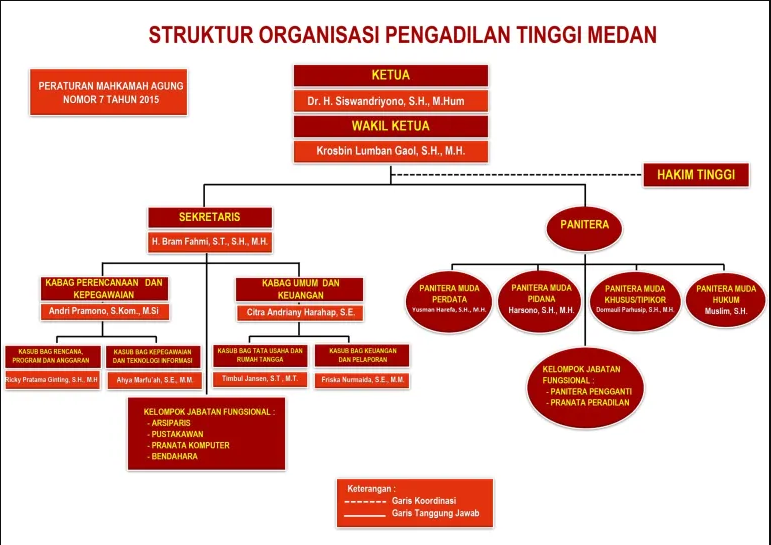 STRUKTUR ORGANISASI PENGADILAN TINGGI MEDAN
PERATURAN MAHKAMAH AGUNG
NOMOR 7 TAHUN 2015
KETUA
Dr. H. Siswandriyono, S.H., M.Hum
WAKIL KETUA
Krosbin Lumban Gaol, S.H., M.H.
HAKIM TINGGI
SEKRETARIS
H. Bram Fahmi, S.T., S.H., M.H.
PANITERA
KABAG PERENCANAAN DAN
KEPEGAWAIAN
Andri Pramono, S.Kom., M.Si
KABAG UMUM DAN
KEUANGAN
Citra Andriany Harahap, S.E.
PANITERA MUDA
PERDATA
Yusman Harefa, S.H., M.H.
PANITERA MUDA
PIDANA
Harsono, S.H., M.H.
PANITERA MUDA
KHUSUS/TIPIKOR
Dormauli Parhusip, S.H., M.H.
PANITERA MUDA
HUKUM
Muslim, S.H.
KASUB BAG RENCANA,
PROGRAM DAN ANGGARAN
Ricky Pratama Ginting, S.H., M.H
KASUB BAG KEPEGAWAIAN
DAN TEKNOLOGI INFORMASI
Ahya Marfu'ah, S.E., M.M.
KASUB BAG TATA USAHA DAN
RUMAH TANGGA
Timbul Jansen, S.T , M.T.
KASUB BAG KEUANGAN
DAN PELAPORAN
Friska Nurmaida, S.E., M.M.
KELOMPOK JABATAN
FUNGSIONAL :
- PANITERA PENGGANTI
- PRANATA PERADILAN
KELOMPOK JABATAN FUNGSIONAL :
- ARSIPARIS
- PUSTAKAWAN
- PRANATA KOMPUTER
- BENDAHARA
Keterangan :
Garis Koordinasi
Garis Tanggung Jawab